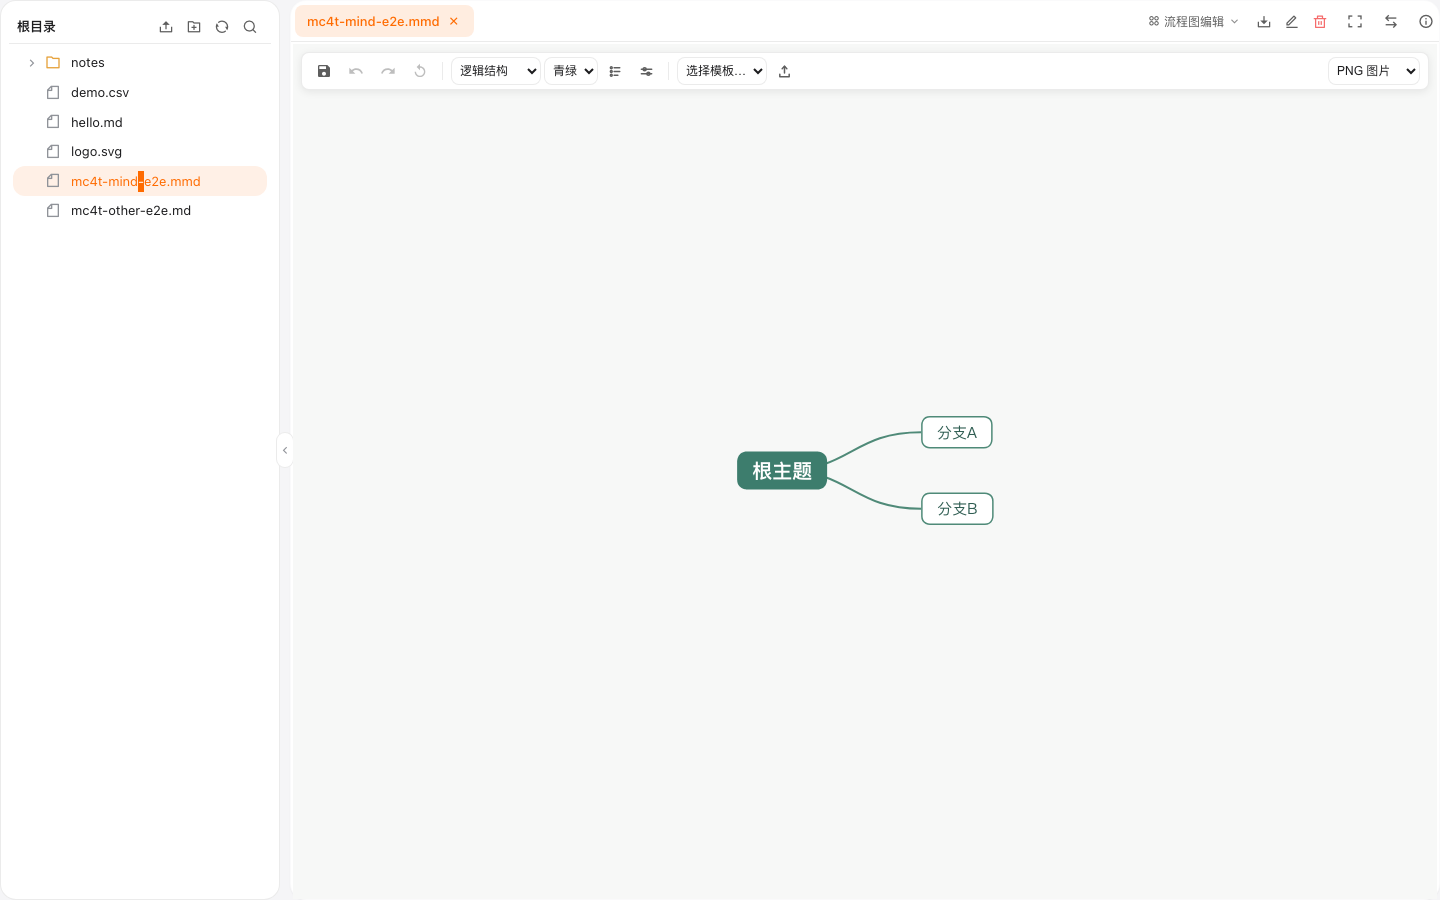 根目录
notes
demo.csv
hello.md
logo.svg
mc4t-mind-e2e.mmd
mc4t-other-e2e.md
mc4t-mind-e2e.mmd
流程图编辑
逻辑结构
青绿
选择模板...
PNG 图片
根主题
分支A
分支B